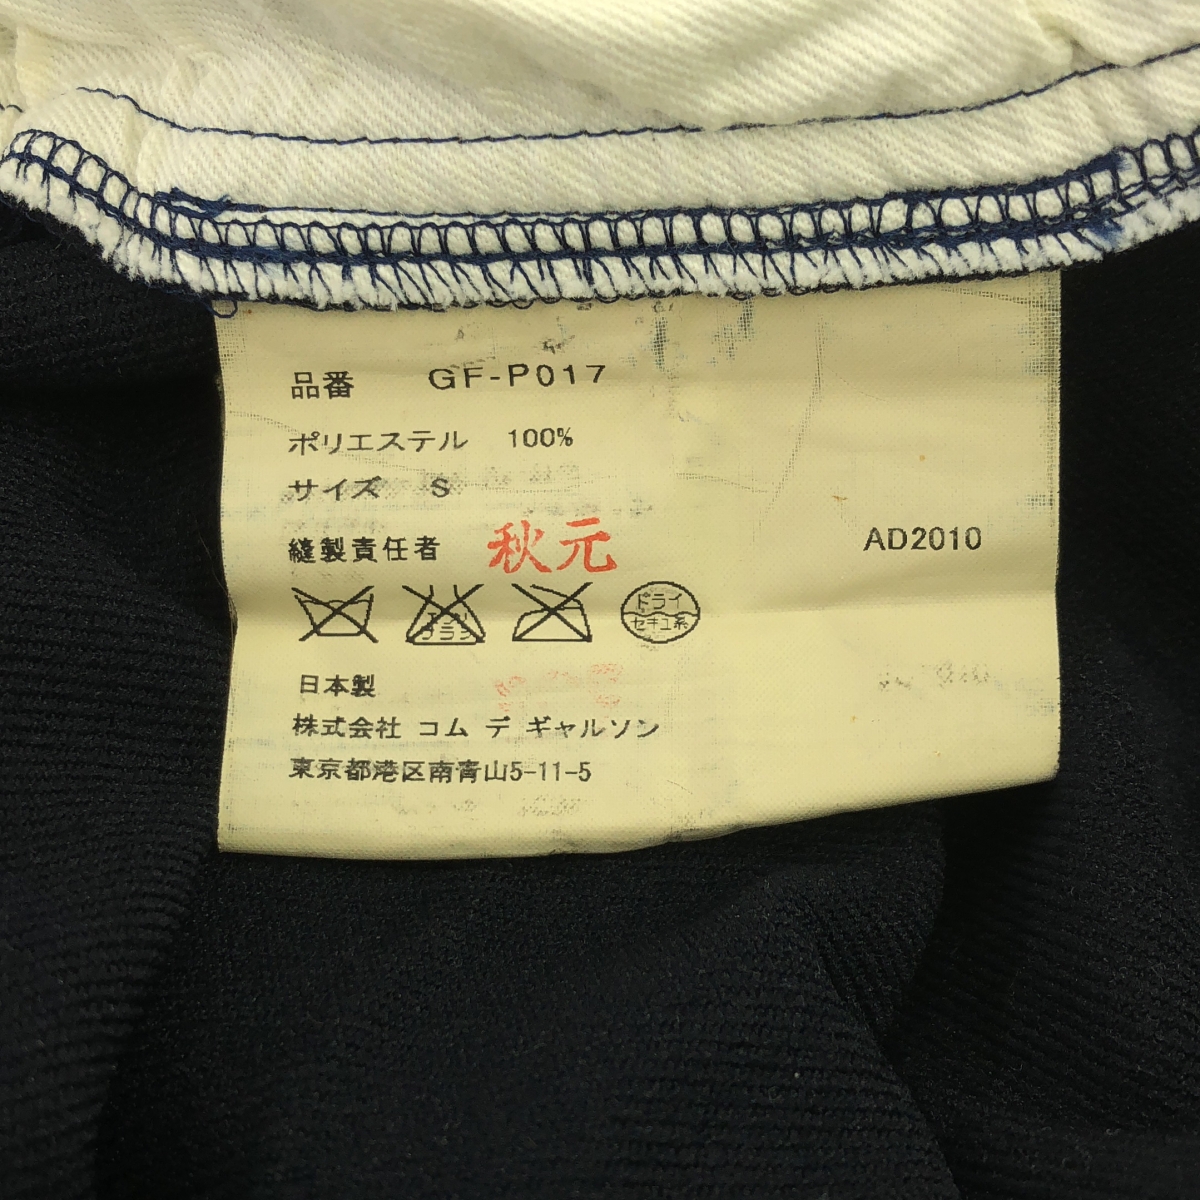 品番 GF-P017
ポリエステル 100%
サイズ S
縫製責任者 秋元
AD2010
ドライ
セキユ系
日本製
株式会社 コム デ ギャルソン
東京都港区南青山5-11-5